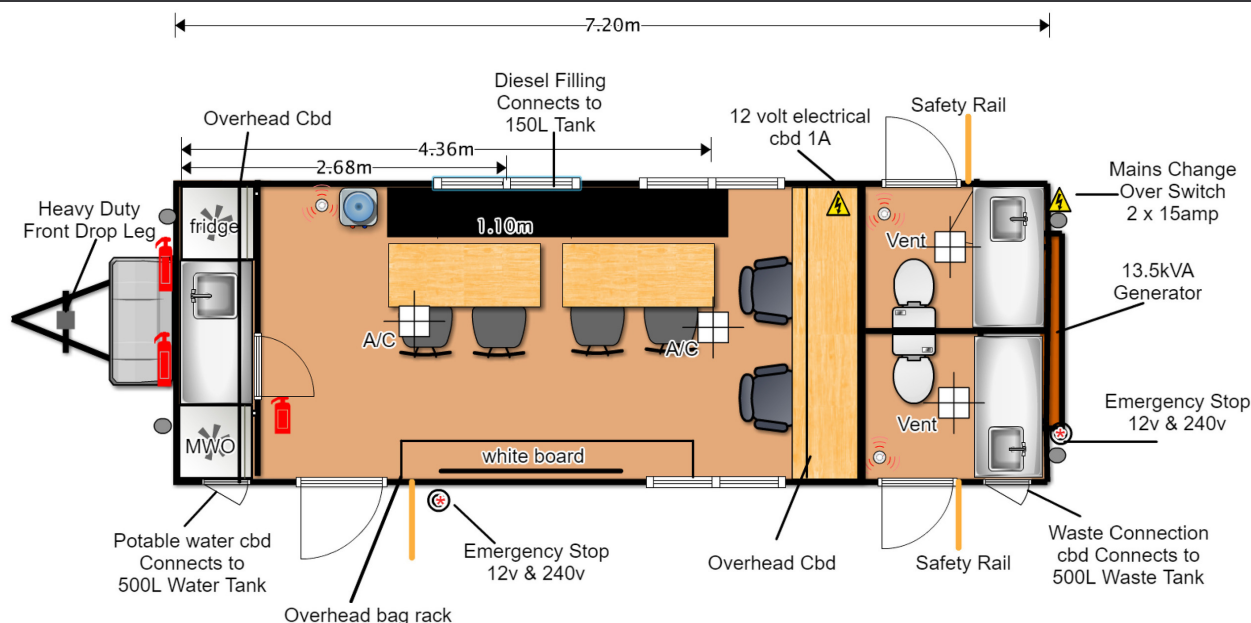 7.20m
Diesel Filling
Connects to
150L Tank
Overhead Cbd
12 volt electrical
cbd 1A
Safety Rail
4.36m
2.68m
Mains Change
Over Switch
2 x 15amp
Heavy Duty
Front Drop Leg
fridge
1.10m
Vent
13.5kVA
Generator
A/C
A/C
Vent
Emergency Stop
12v & 240v
MWO
white board
Potable water cbd
Connects to
500L Water Tank
Emergency Stop
12v & 240v
Overhead Cbd
Safety Rail
Waste Connection
cbd Connects to
500L Waste Tank
Overhead bag rack